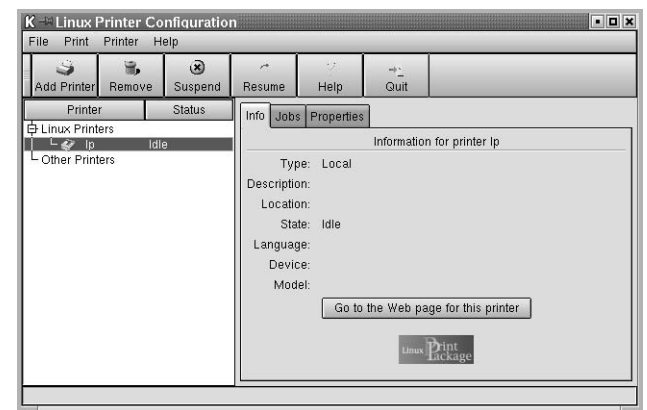 K Linux Printer Configuration
File Print Printer Help
Add Printer Remove Suspend Resume Help Quit
Printer Status
Linux Printers
lp Idle
Other Printers
Info Jobs Properties
Information for printer lp
Type: Local
Description:
Location:
State: Idle
Language:
Device:
Model:
Go to the Web page for this printer
Linux Print Package